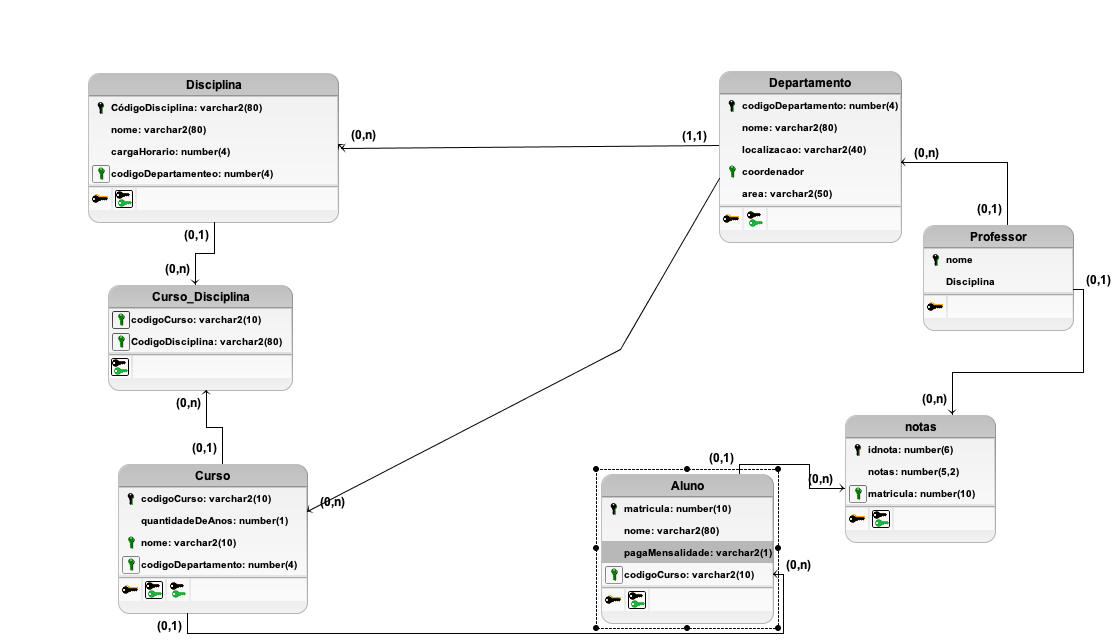 Disciplina
CódigoDisciplina: varchar2(80)
nome: varchar2(80)
cargaHorario: number(4)
codigoDepartamenteo: number(4)
(0,n)
(1,1)
Departamento
codigoDepartamento: number(4)
nome: varchar2(80)
localizacao: varchar2(40)
coordenador
area: varchar2(50)
(0,n)
(0,1)
Professor
nome
Disciplina
(0,1)
(0,1)
(0,n)
Curso_Disciplina
codigoCurso: varchar2(10)
CodigoDisciplina: varchar2(80)
(0,n)
(0,1)
Curso
codigoCurso: varchar2(10)
quantidadeDeAnos: number(1)
nome: varchar2(10)
codigoDepartamento: number(4)
(0,n)
(0,1)
(0,1)
(0,n)
Aluno
matricula: number(10)
nome: varchar2(80)
pagaMensalidade: varchar2(1)
codigoCurso: varchar2(10)
(0,n)
(0,n)
notas
idnota: number(6)
notas: number(5,2)
matricula: number(10)